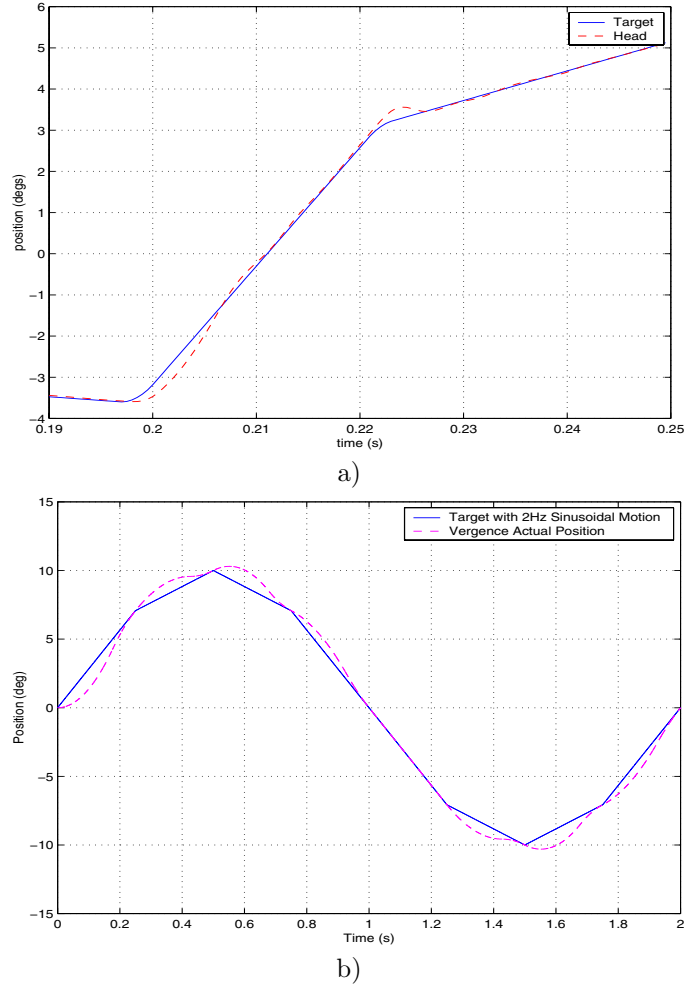 6
5
4
3
2
1
0
−1
−2
−3
−4
position (degs)
Target
Head
0.19 0.2 0.21 0.22 0.23 0.24 0.25
time (s)
a)
15
10
5
0
−5
−10
−15
Position (deg)
Target with 2Hz Sinusoidal Motion
Vergence Actual Position
0 0.2 0.4 0.6 0.8 1 1.2 1.4 1.6 1.8 2
Time (s)
b)